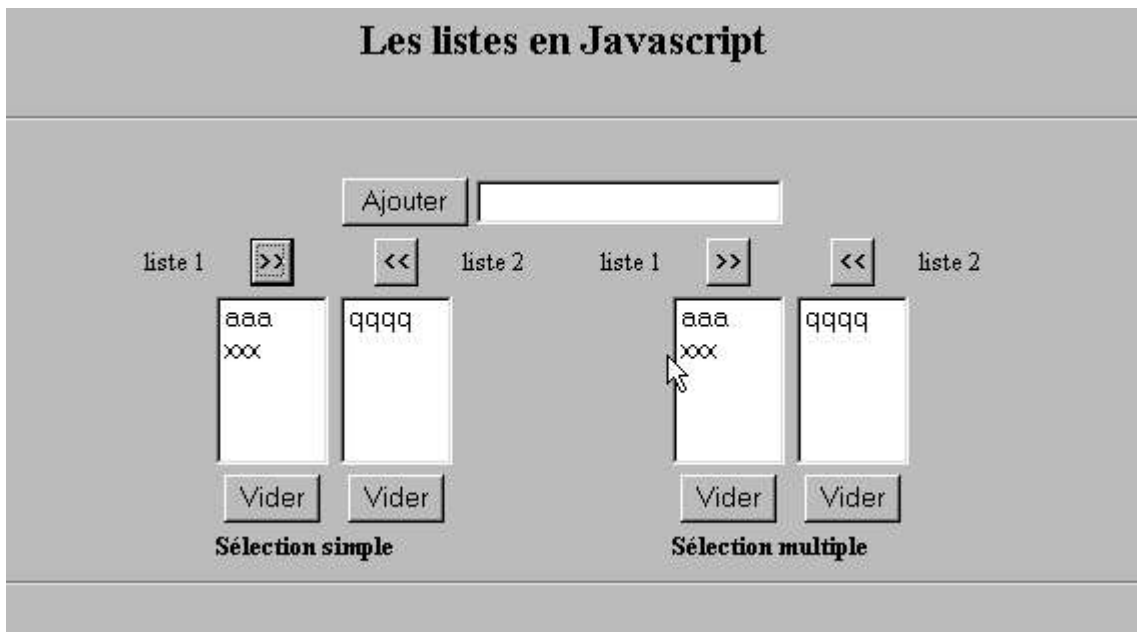 Les listes en Javascript
Ajouter
liste 1 >> << liste 2 liste 1 >> << liste 2
aaa qqqq aaa qqqq
xxx xxx
Vider Vider Vider Vider
Sélection simple Sélection multiple